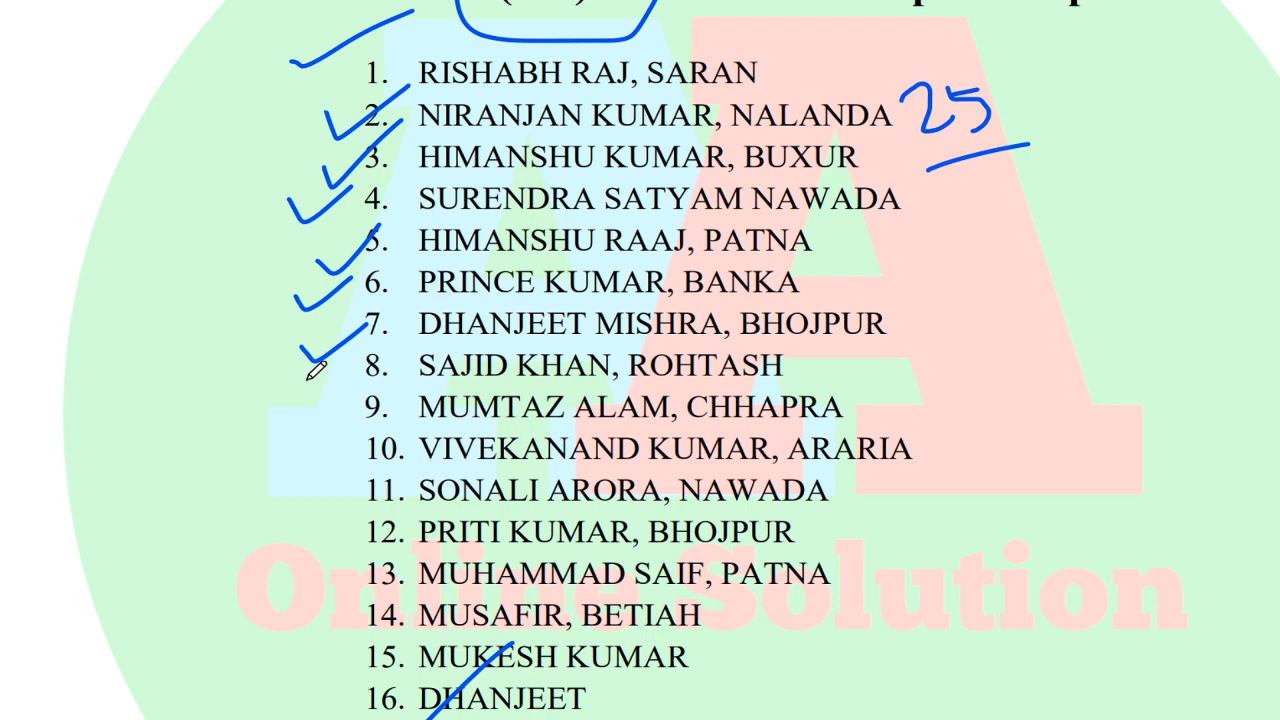 1. RISHABH RAJ, SARAN
2. NIRANJAN KUMAR, NALANDA 25
3. HIMANSHU KUMAR, BUXUR
4. SURENDRA SATYAM NAWADA
5. HIMANSHU RAAJ, PATNA
6. PRINCE KUMAR, BANKA
7. DHANJEET MISHRA, BHOJPUR
8. SAJID KHAN, ROHTASH
9. MUMTAZ ALAM, CHHAPRA
10. VIVEKANAND KUMAR, ARARIA
11. SONALI ARORA, NAWADA
12. PRITI KUMAR, BHOJPUR
13. MUHAMMAD SAIF, PATNA
14. MUSAFIR, BETIAH
15. MUKESH KUMAR
16. DHANJEET
AA
Online Solution